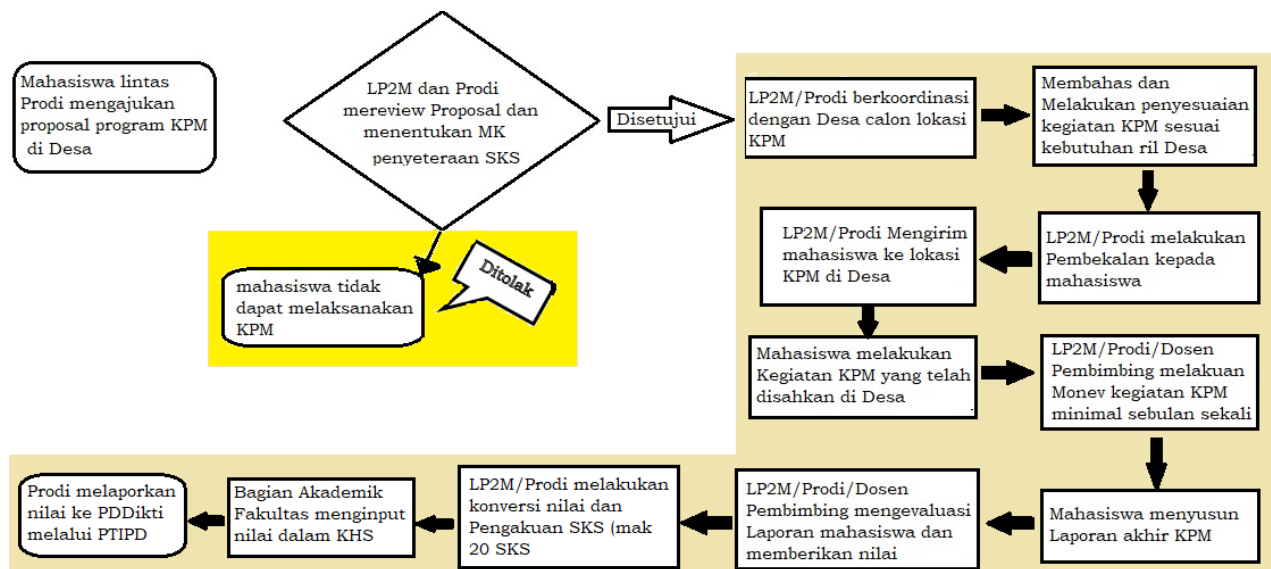 Mahasiswa lintas
Prodi mengajukan
proposal program KPM
di Desa
LP2M dan Prodi
mereview Proposal dan
menentukan MK
penyeteraan SKS
Disetujui
LP2M/Prodi berkoordinasi
dengan Desa calon lokasi
KPM
Membahas dan
Melakukan penyesuaian
kegiatan KPM sesuai
kebutuhan ril Desa
Ditolak
mahasiswa tidak
dapat melaksanakan
KPM
LP2M/Prodi melakukan
Pembekalan kepada
mahasiswa
LP2M/Prodi Mengirim
mahasiswa ke lokasi
KPM di Desa
Mahasiswa melakukan
Kegiatan KPM yang telah
disahkan di Desa
LP2M/Prodi/Dosen
Pembimbing melakuan
Monev kegiatan KPM
minimal sebulan sekali
Mahasiswa menyusun
Laporan akhir KPM
LP2M/Prodi/Dosen
Pembimbing mengevaluasi
Laporan mahasiswa dan
memberikan nilai
LP2M/Prodi melakukan
konversi nilai dan
Pengakuan SKS (mak
20 SKS
Bagian Akademik
Fakultas menginput
nilai dalam KHS
Prodi melaporkan
nilai ke PDDikti
melalui PTIPD